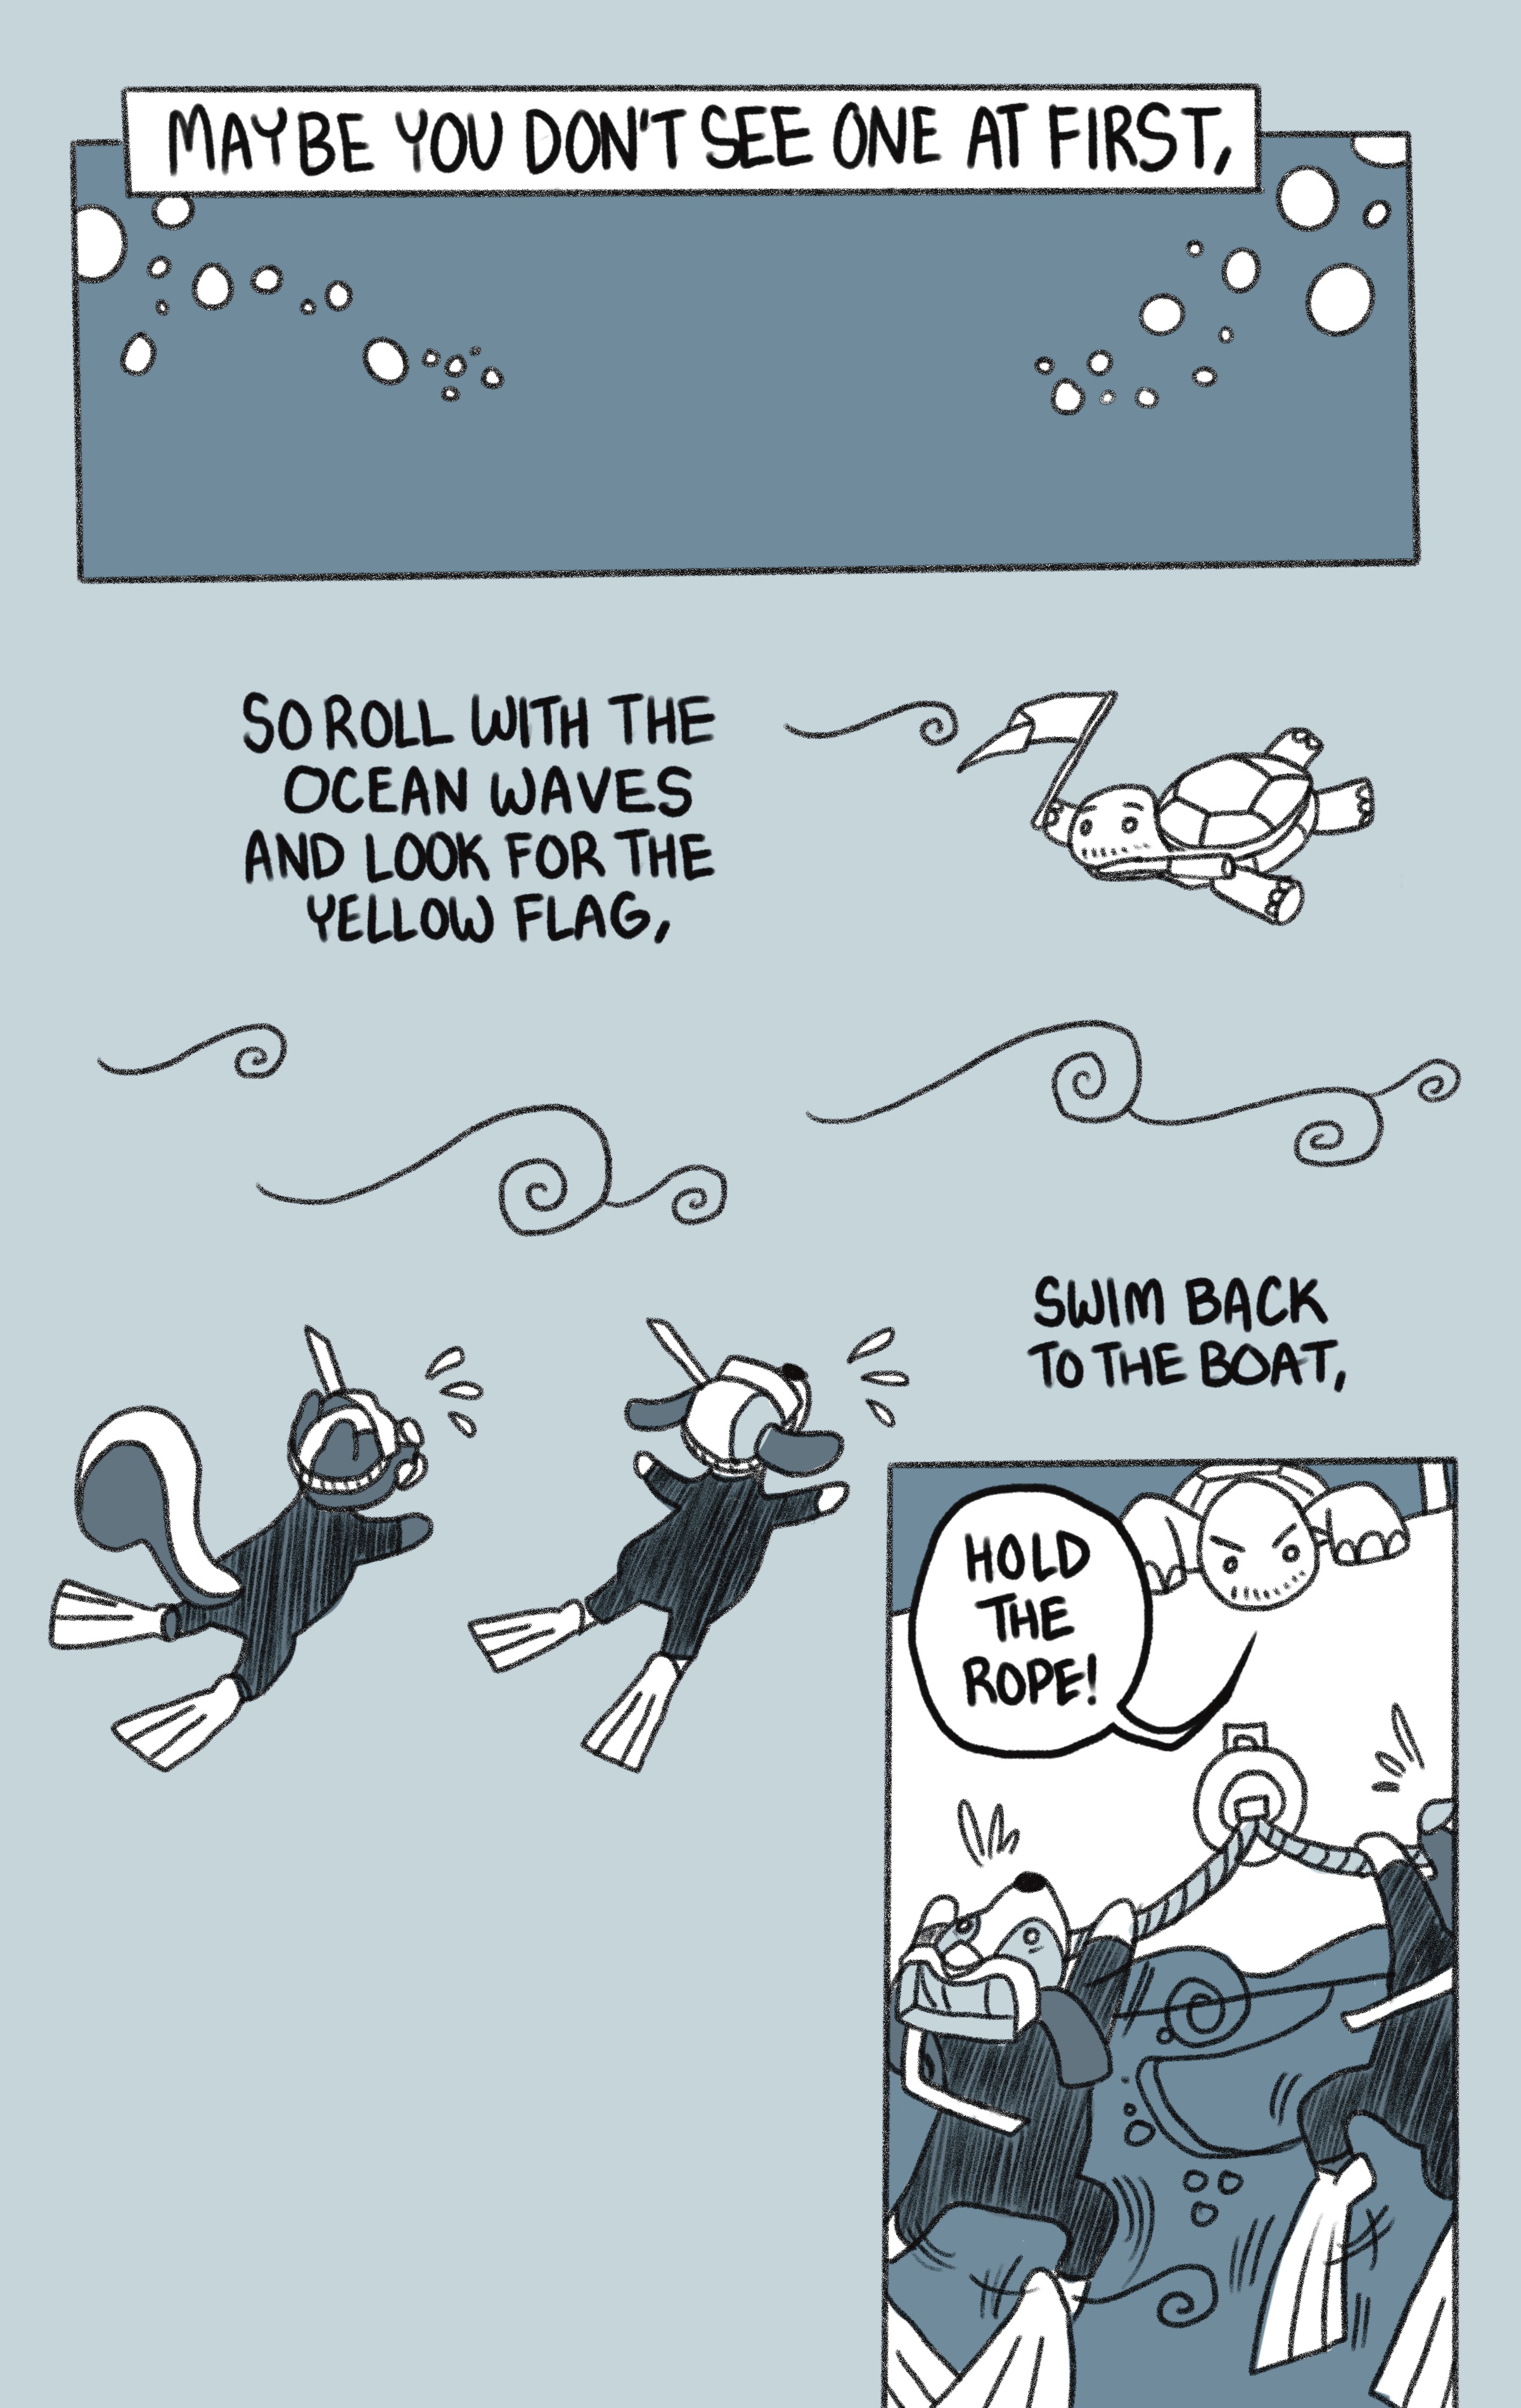 MAYBE YOU DON'T SEE ONE AT FIRST,
SO ROLL WITH THE
OCEAN WAVES
AND LOOK FOR THE
YELLOW FLAG,
SWIM BACK
TO THE BOAT,
HOLD
THE
ROPE!